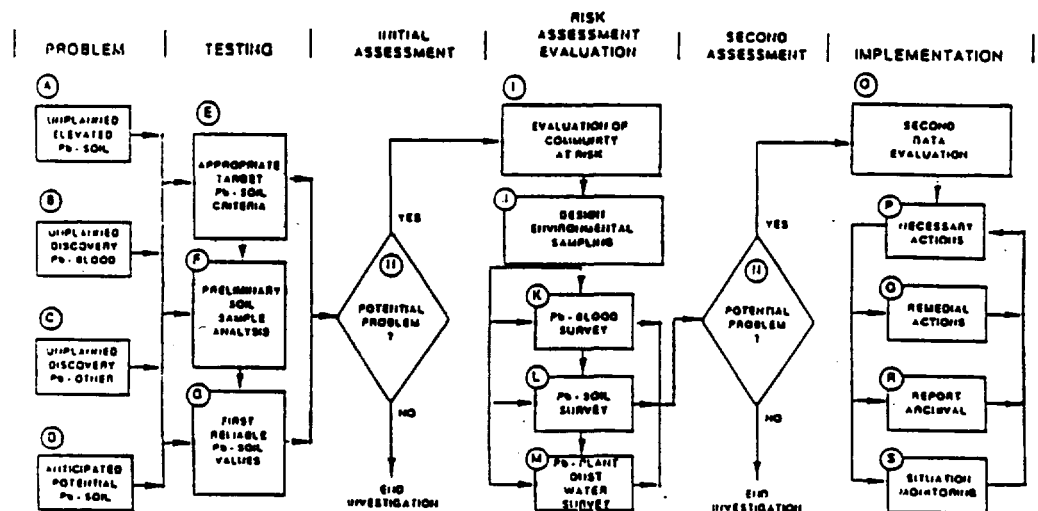 PROBLEM
TESTING
INITIAL
ASSESSMENT
RISK
ASSESSMENT
EVALUATION
SECOND
ASSESSMENT
IMPLEMENTATION
A
UNPLANNED
ELEVATED
Pb - SOIL
B
UNPLANNED
DISCOVERY
Pb - BLOOD
C
UNPLANNED
DISCOVERY
Pb - OTHER
D
ANTICIPATED
POTENTIAL
Pb - SOIL
E
APPROPRIATE
TARGET
Pb - SOIL
CRITERIA
F
PRELIMINARY
SOIL
SAMPLE
ANALYSIS
G
FIRST
RELIABLE
Pb - SOIL
VALUES
YES
H
POTENTIAL
PROBLEM
?
NO
END
INVESTIGATION
I
EVALUATION OF
COMMUNITY
AT RISK
J
DESIGN
ENVIRONMENTAL
SAMPLING
K
Pb - BLOOD
SURVEY
L
Pb - SOIL
SURVEY
M
Pb - PLANT
DUST
WATER
SURVEY
YES
N
POTENTIAL
PROBLEM
?
NO
END
INVESTIGATION
O
SECOND
DATA
EVALUATION
P
NECESSARY
ACTIONS
Q
REMEDIAL
ACTIONS
R
REPORT
ARCHIVAL
S
SITUATION
MONITORING